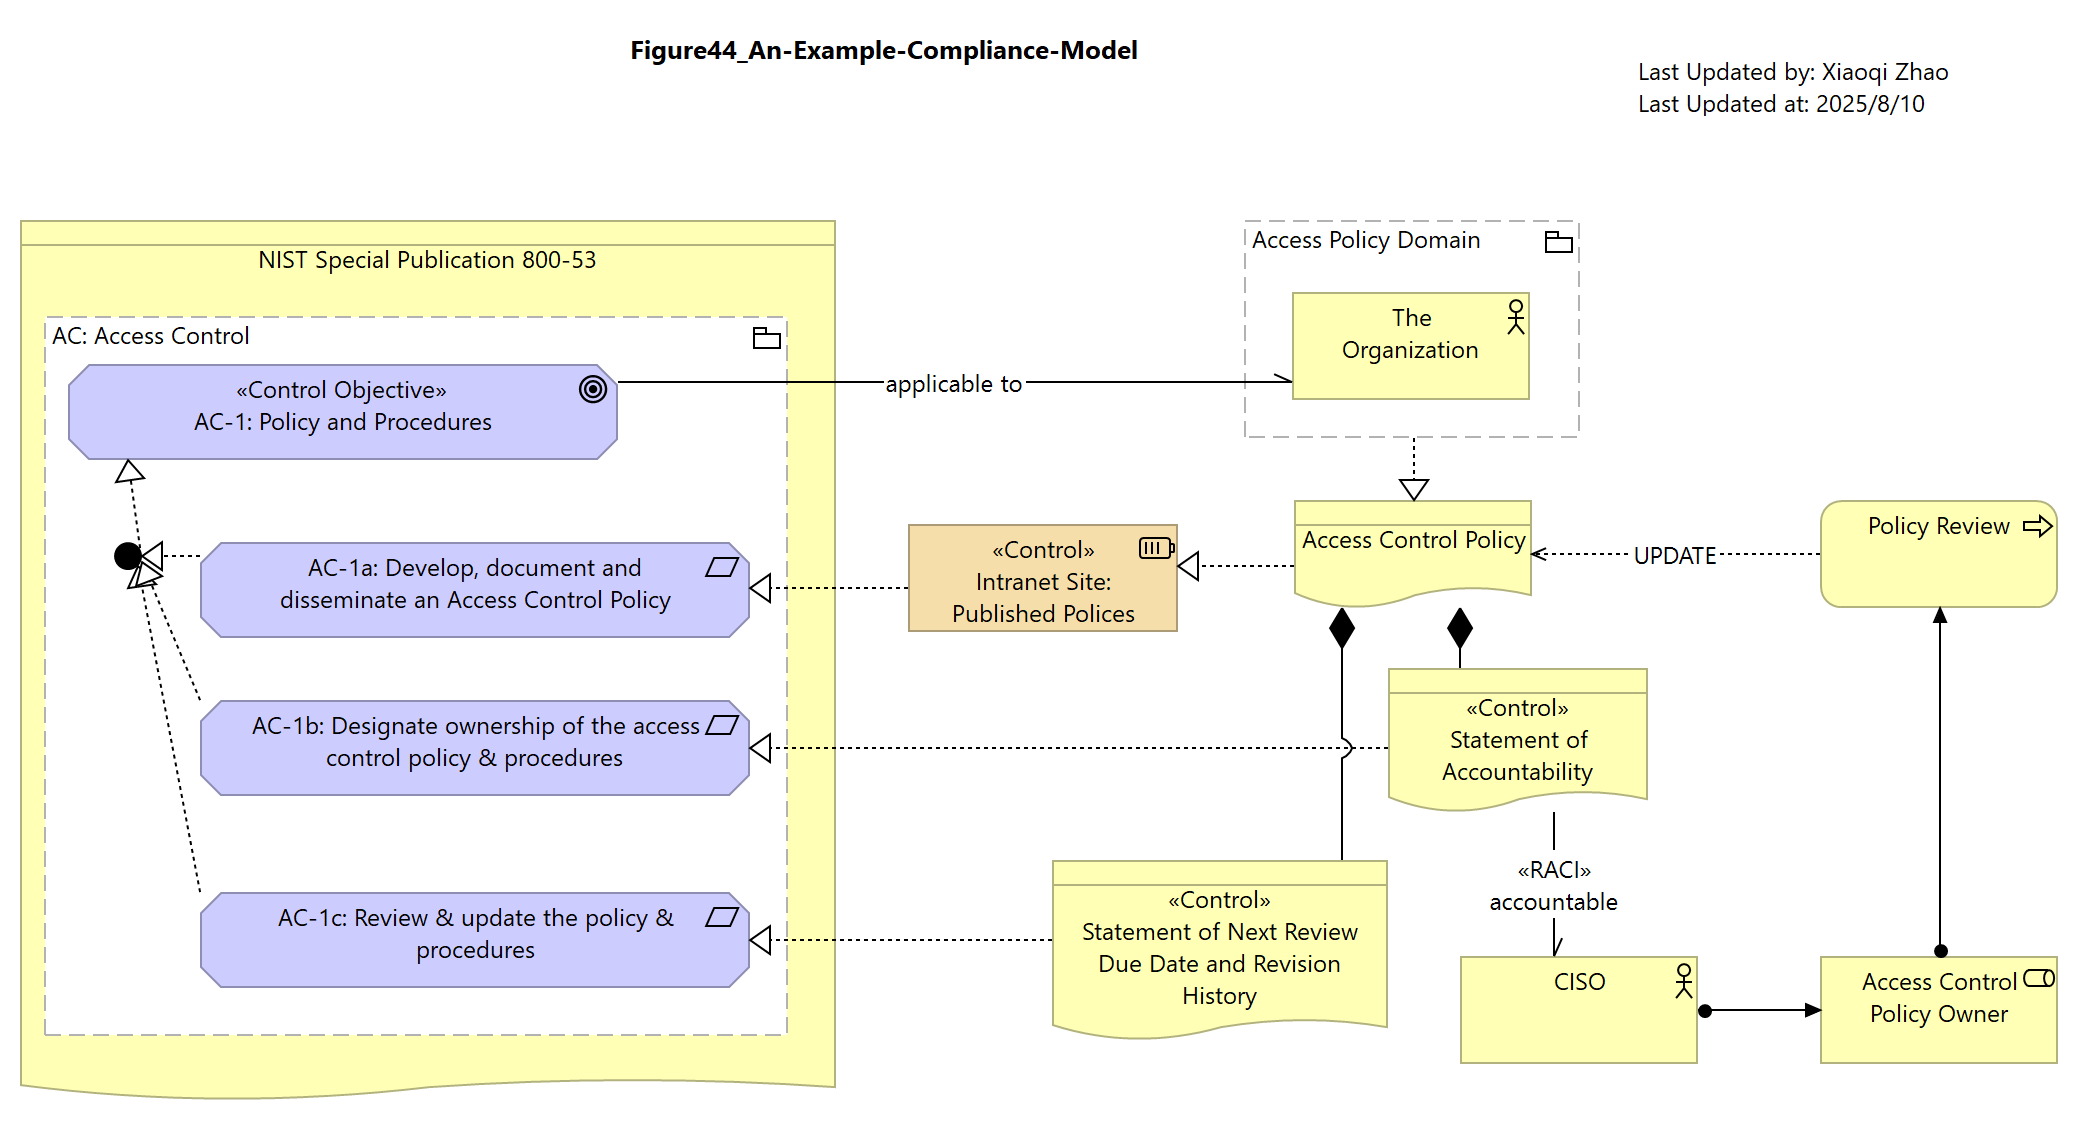 Figure44_An-Example-Compliance-Model
Last Updated by: Xiaoqi Zhao
Last Updated at: 2025/8/10
NIST Special Publication 800-53
AC: Access Control
«Control Objective»
AC-1: Policy and Procedures
applicable to
Access Policy Domain
The
Organization
AC-1a: Develop, document and
disseminate an Access Control Policy
«Control»
Intranet Site:
Published Polices
Access Control Policy
UPDATE
Policy Review
AC-1b: Designate ownership of the access
control policy & procedures
«Control»
Statement of
Accountability
«RACI»
accountable
AC-1c: Review & update the policy &
procedures
«Control»
Statement of Next Review
Due Date and Revision
History
CISO
Access Control
Policy Owner